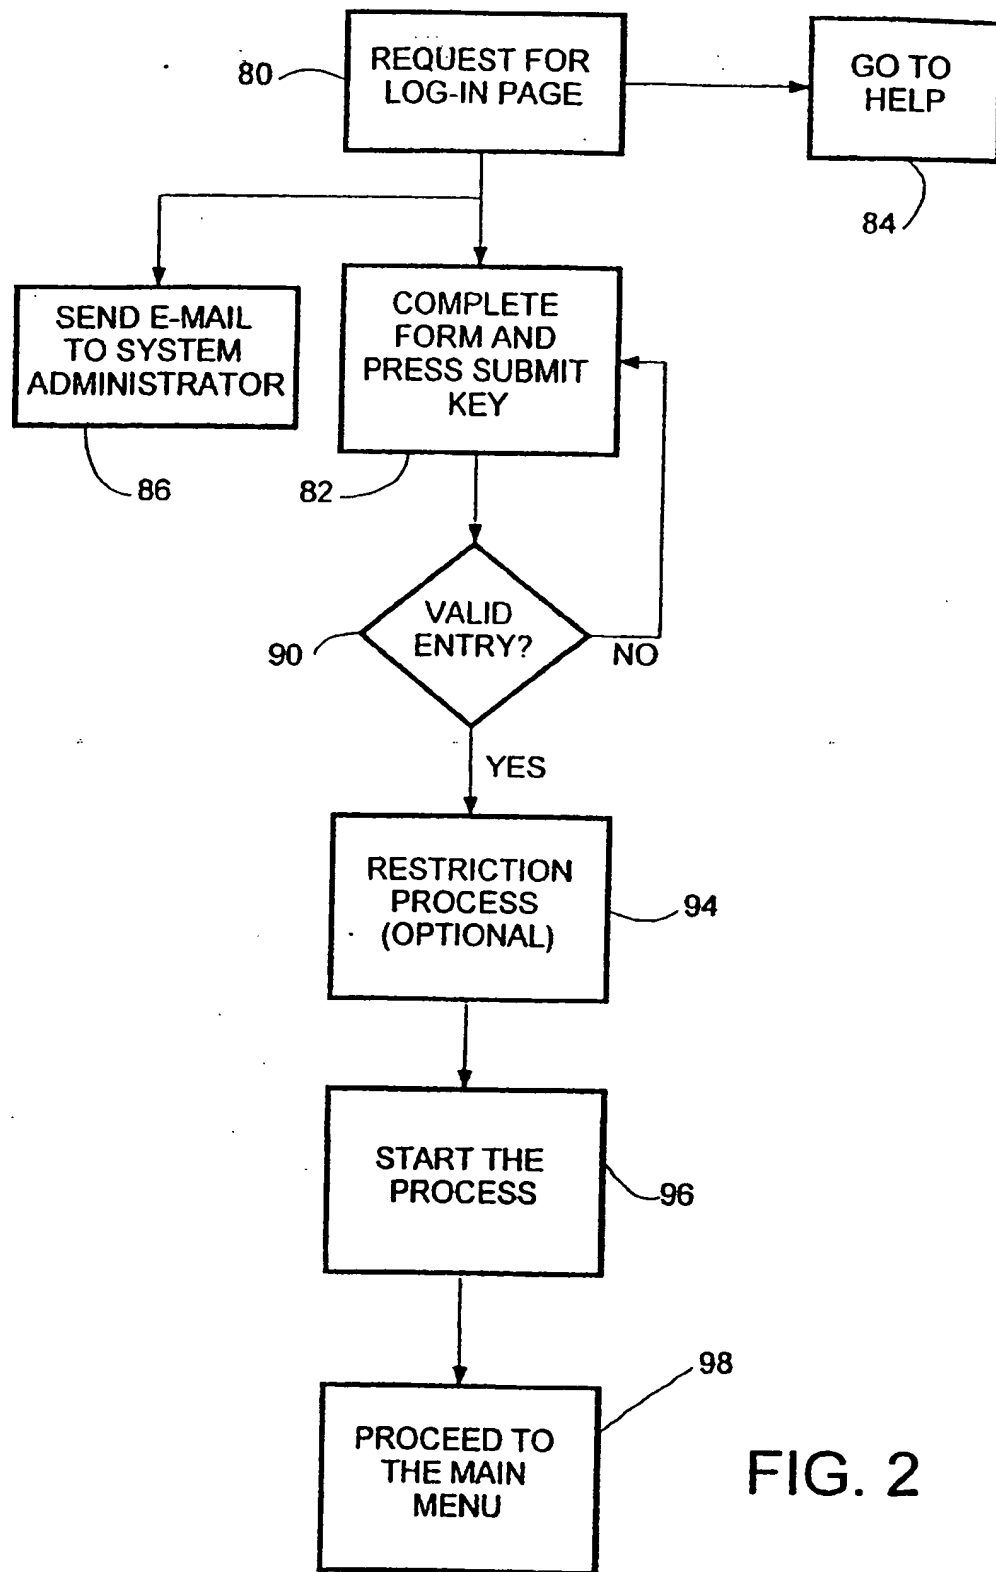 REQUEST FOR
LOG-IN PAGE
80
GO TO
HELP
84
SEND E-MAIL
TO SYSTEM
ADMINISTRATOR
86
COMPLETE
FORM AND
PRESS SUBMIT
KEY
82
VALID
ENTRY?
90
NO
YES
RESTRICTION
PROCESS
(OPTIONAL)
94
START THE
PROCESS
96
98
PROCEED TO
THE MAIN
MENU
FIG. 2